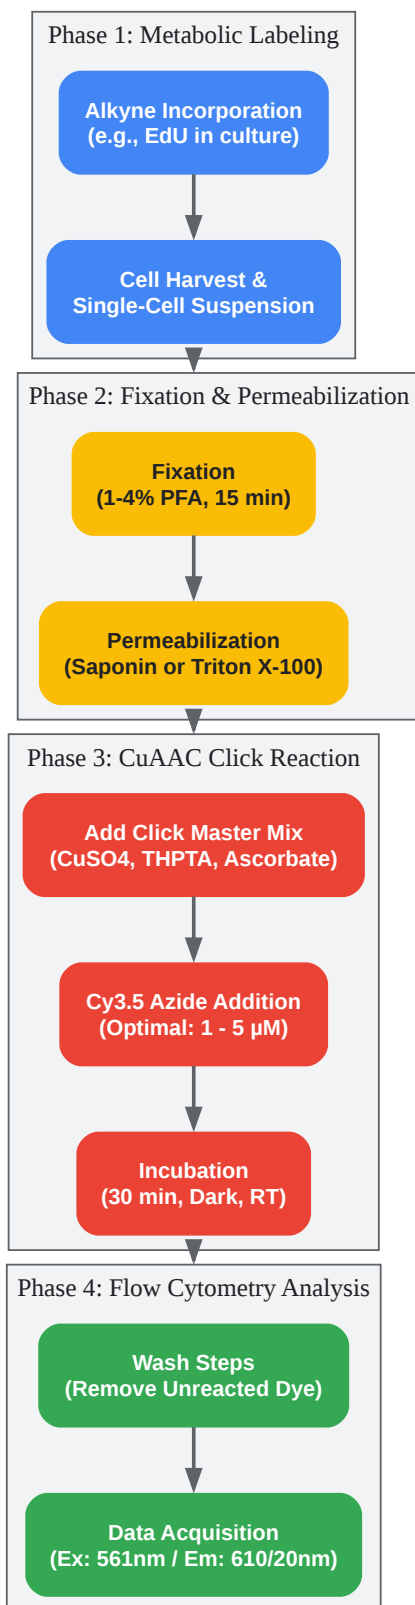 Phase 1: Metabolic Labeling
Alkyne Incorporation
(e.g., EdU in culture)
Cell Harvest &
Single-Cell Suspension
Phase 2: Fixation & Permeabilization
Fixation
(1-4% PFA, 15 min)
Permeabilization
(Saponin or Triton X-100)
Phase 3: CuAAC Click Reaction
Add Click Master Mix
(CuSO4, THPTA, Ascorbate)
Cy3.5 Azide Addition
(Optimal: 1 - 5 µM)
Incubation
(30 min, Dark, RT)
Phase 4: Flow Cytometry Analysis
Wash Steps
(Remove Unreacted Dye)
Data Acquisition
(Ex: 561nm / Em: 610/20nm)